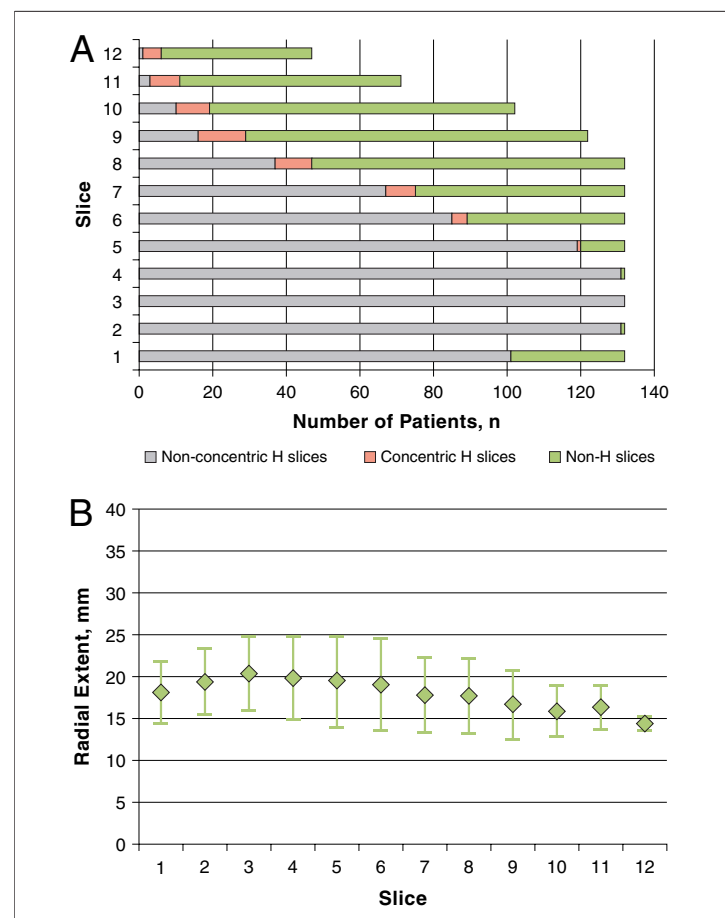 A
12
11
10
9
8
7
6
5
4
3
2
1
Slice
0 20 40 60 80 100 120 140
Number of Patients, n
Non-concentric H slices Concentric H slices Non-H slices
B
40
35
30
25
20
15
10
5
0
Radial Extent, mm
1 2 3 4 5 6 7 8 9 10 11 12
Slice